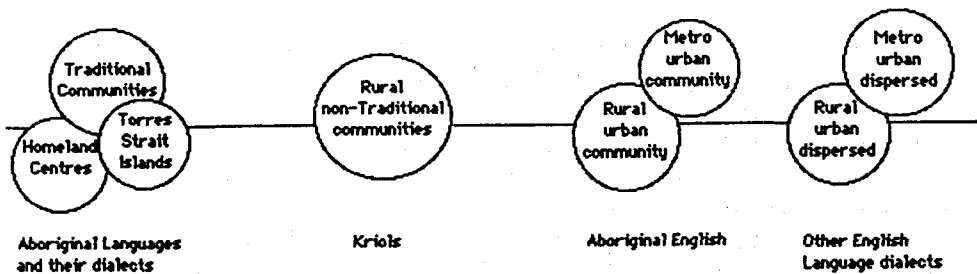 Traditional
Communities
Homeland
Centres
Torres
Strait
Islands
Rural
non-Traditional
communities
Metro
urban
community
Rural
urban
community
Metro
urban
dispersed
Rural
urban
dispersed
Aboriginal Languages
and their dialects
Kriols
Aboriginal English
Other English
Language dialects